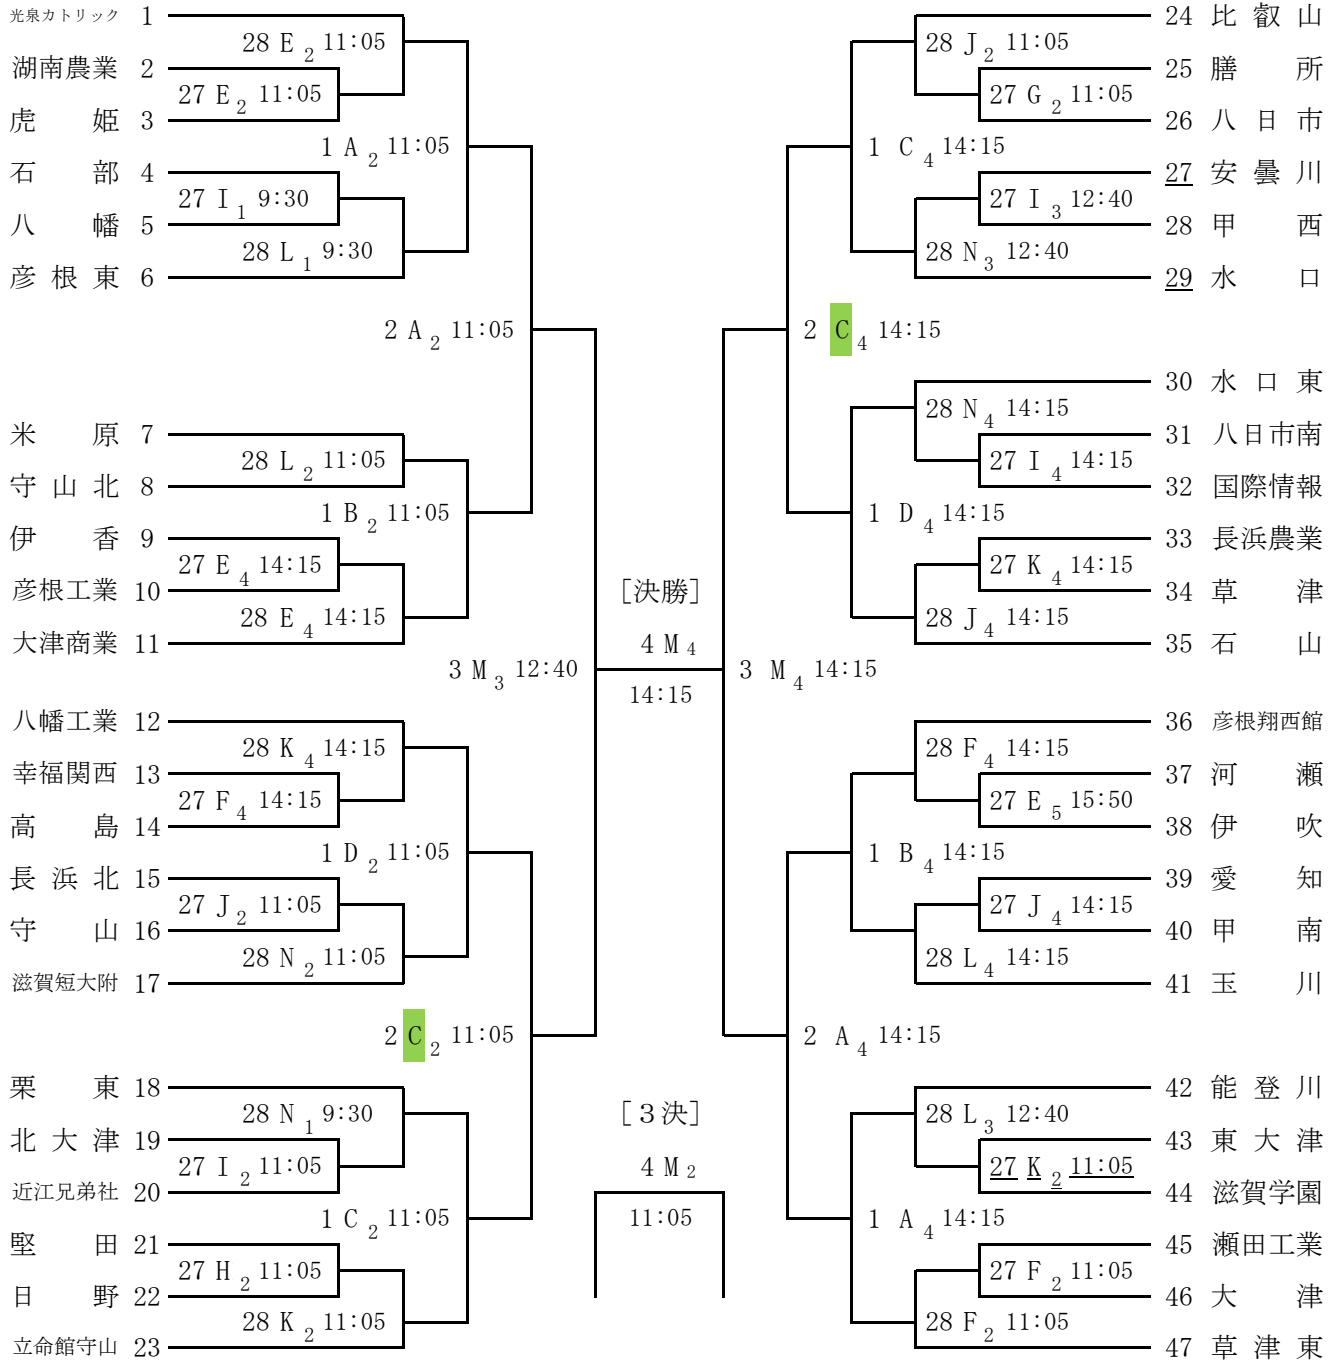 光泉カトリック 1
28 E 2 11:05
湖南農業 2
27 E 2 11:05
虎姫 3
1 A 2 11:05
石部 4
27 I 1 9:30
八幡 5
28 L 1 9:30
彦根東 6
2 A 2 11:05
米原 7
28 L 2 11:05
守山北 8
1 B 2 11:05
伊香 9
27 E 4 14:15
彦根工業 10
28 E 4 14:15
大津商業 11
3 M 3 12:40
八幡工業 12
28 K 4 14:15
幸福関西 13
27 F 4 14:15
高島 14
1 D 2 11:05
長浜北 15
27 J 2 11:05
守山 16
28 N 2 11:05
滋賀短大附 17
2 C 2 11:05
栗東 18
28 N 1 9:30
北大津 19
27 I 2 11:05
近江兄弟社 20
1 C 2 11:05
堅田 21
27 H 2 11:05
日野 22
28 K 2 11:05
立命館守山 23
[決勝]
4 M 4
14:15
[３決]
4 M 2
11:05
24 比叡山
28 J 2 11:05
25 膳所
27 G 2 11:05
26 八日市
1 C 4 14:15
27 安曇川
27 I 3 12:40
28 甲西
28 N 3 12:40
29 水口
2 C 4 14:15
30 水口東
28 N 4 14:15
31 八日市南
27 I 4 14:15
32 国際情報
1 D 4 14:15
33 長浜農業
27 K 4 14:15
34 草津
28 J 4 14:15
35 石山
3 M 4 14:15
36 彦根翔西館
28 F 4 14:15
37 河瀬
27 E 5 15:50
38 伊吹
1 B 4 14:15
39 愛知
27 J 4 14:15
40 甲南
28 L 4 14:15
41 玉川
2 A 4 14:15
42 能登川
28 L 3 12:40
43 東大津
27 K 2 11:05
44 滋賀学園
1 A 4 14:15
45 瀬田工業
27 F 2 11:05
46 大津
28 F 2 11:05
47 草津東